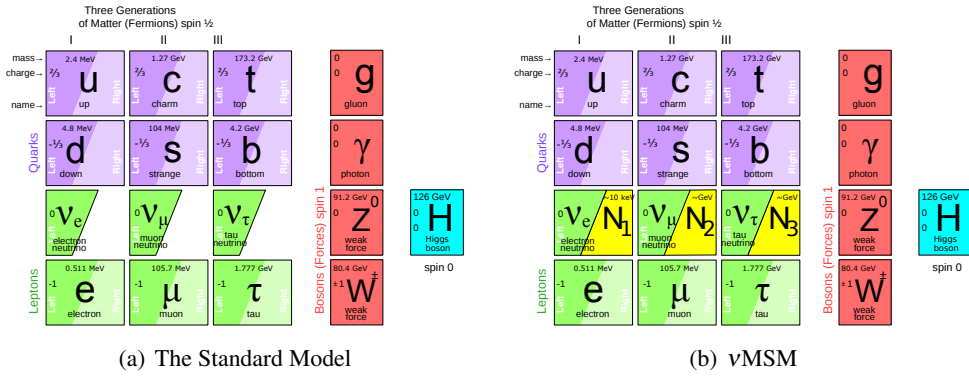 Three Generations
of Matter (Fermions) spin ½
I II III
mass→ 2.4 MeV 1.27 GeV 173.2 GeV
charge→ ⅔ u ⅔ c ⅔ t 0 0 g
name→ Left up Right Left charm Right Left top Right gluon
Quarks
4.8 MeV 104 MeV 4.2 GeV
-⅓ d -⅓ s -⅓ b 0 0 γ
Left down Right Left strange Right Left bottom Right photon
0 νe 0 νμ 0 ντ 91.2 GeV 0 0 Z0 126 GeV 0 0 H
Left electron neutrino Left muon neutrino Left tau neutrino weak force Higgs boson
spin 0
Leptons
0.511 MeV 105.7 MeV 1.777 GeV 80.4 GeV
-1 e -1 μ -1 τ ±1 W±
Left electron Right Left muon Right Left tau Right weak force
Bosons (Forces) spin 1
(a) The Standard Model
Three Generations
of Matter (Fermions) spin ½
I II III
mass→ 2.4 MeV 1.27 GeV 173.2 GeV
charge→ ⅔ u ⅔ c ⅔ t 0 0 g
name→ Left up Right Left charm Right Left top Right gluon
Quarks
4.8 MeV 104 MeV 4.2 GeV
-⅓ d -⅓ s -⅓ b 0 0 γ
Left down Right Left strange Right Left bottom Right photon
0 νe ~10 keV N1 0 νμ ~GeV N2 0 ντ ~GeV N3 91.2 GeV 0 0 Z0 126 GeV 0 0 H
Left electron neutrino Left muon neutrino Left tau neutrino weak force Higgs boson
spin 0
Leptons
0.511 MeV 105.7 MeV 1.777 GeV 80.4 GeV
-1 e -1 μ -1 τ ±1 W±
Left electron Right Left muon Right Left tau Right weak force
Bosons (Forces) spin 1
(b) νMSM